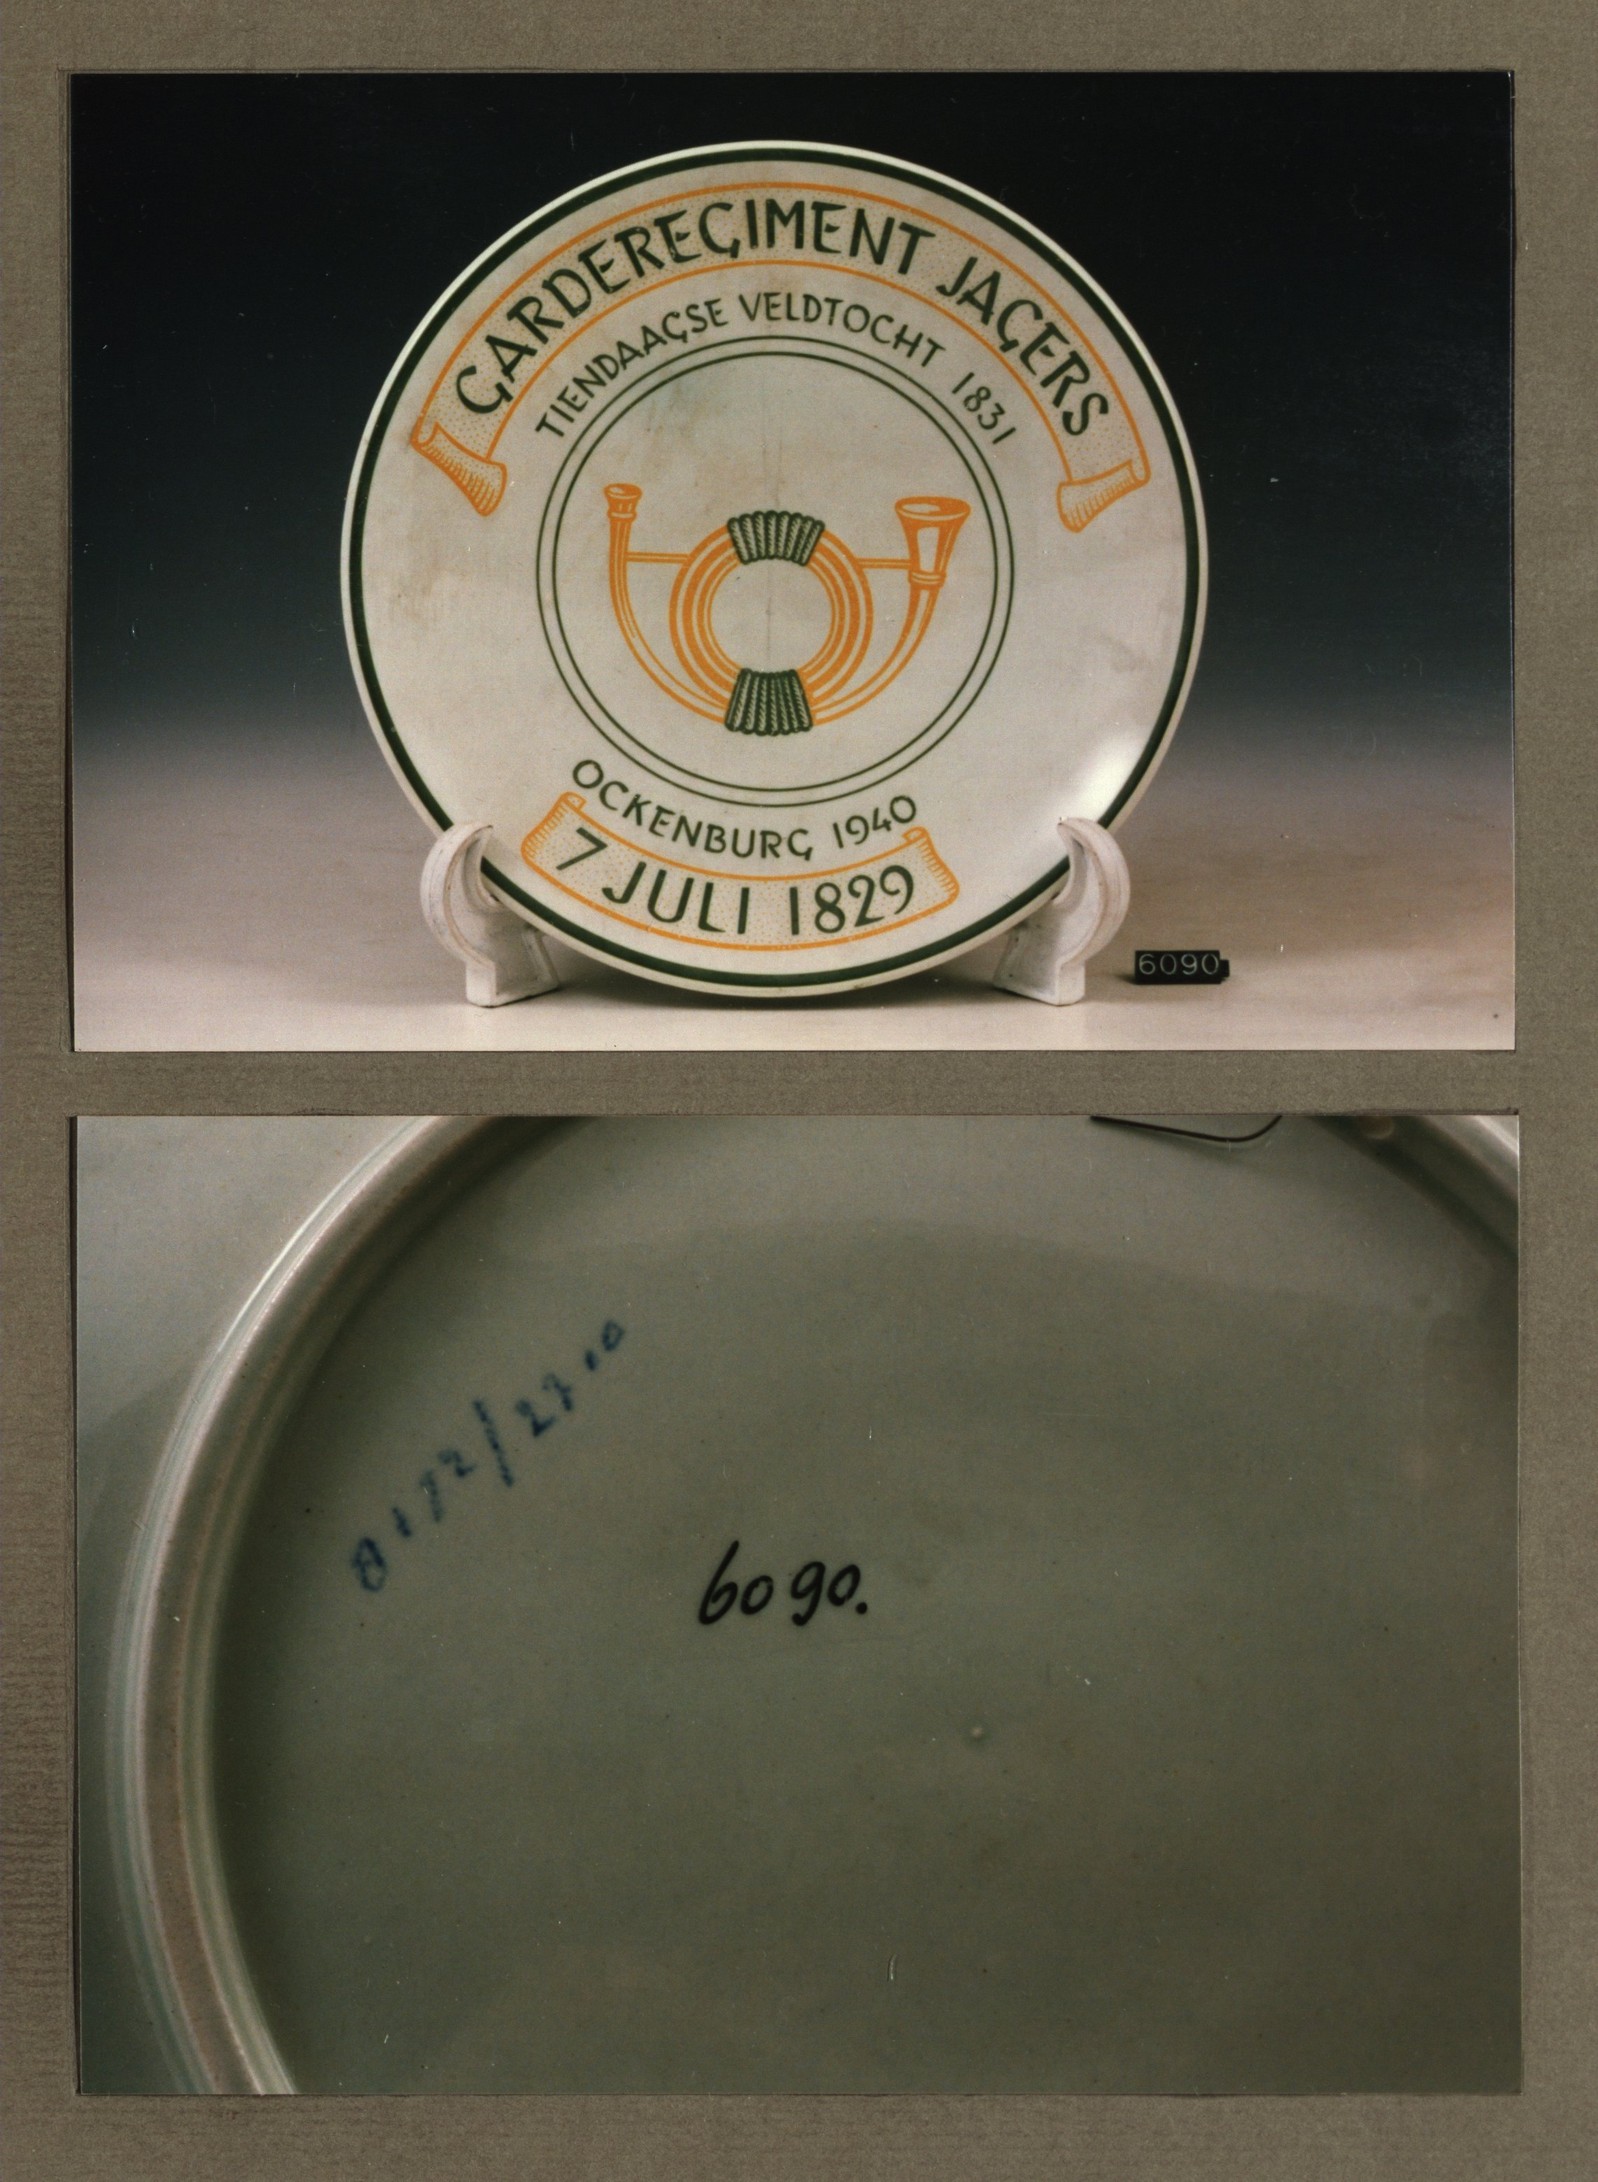 GARDEREGIMENT JAGERS
TIENDAAGSE VELDTOCHT 1831
OCKENBURG 1940
7 JULI 1829
6090
6090.